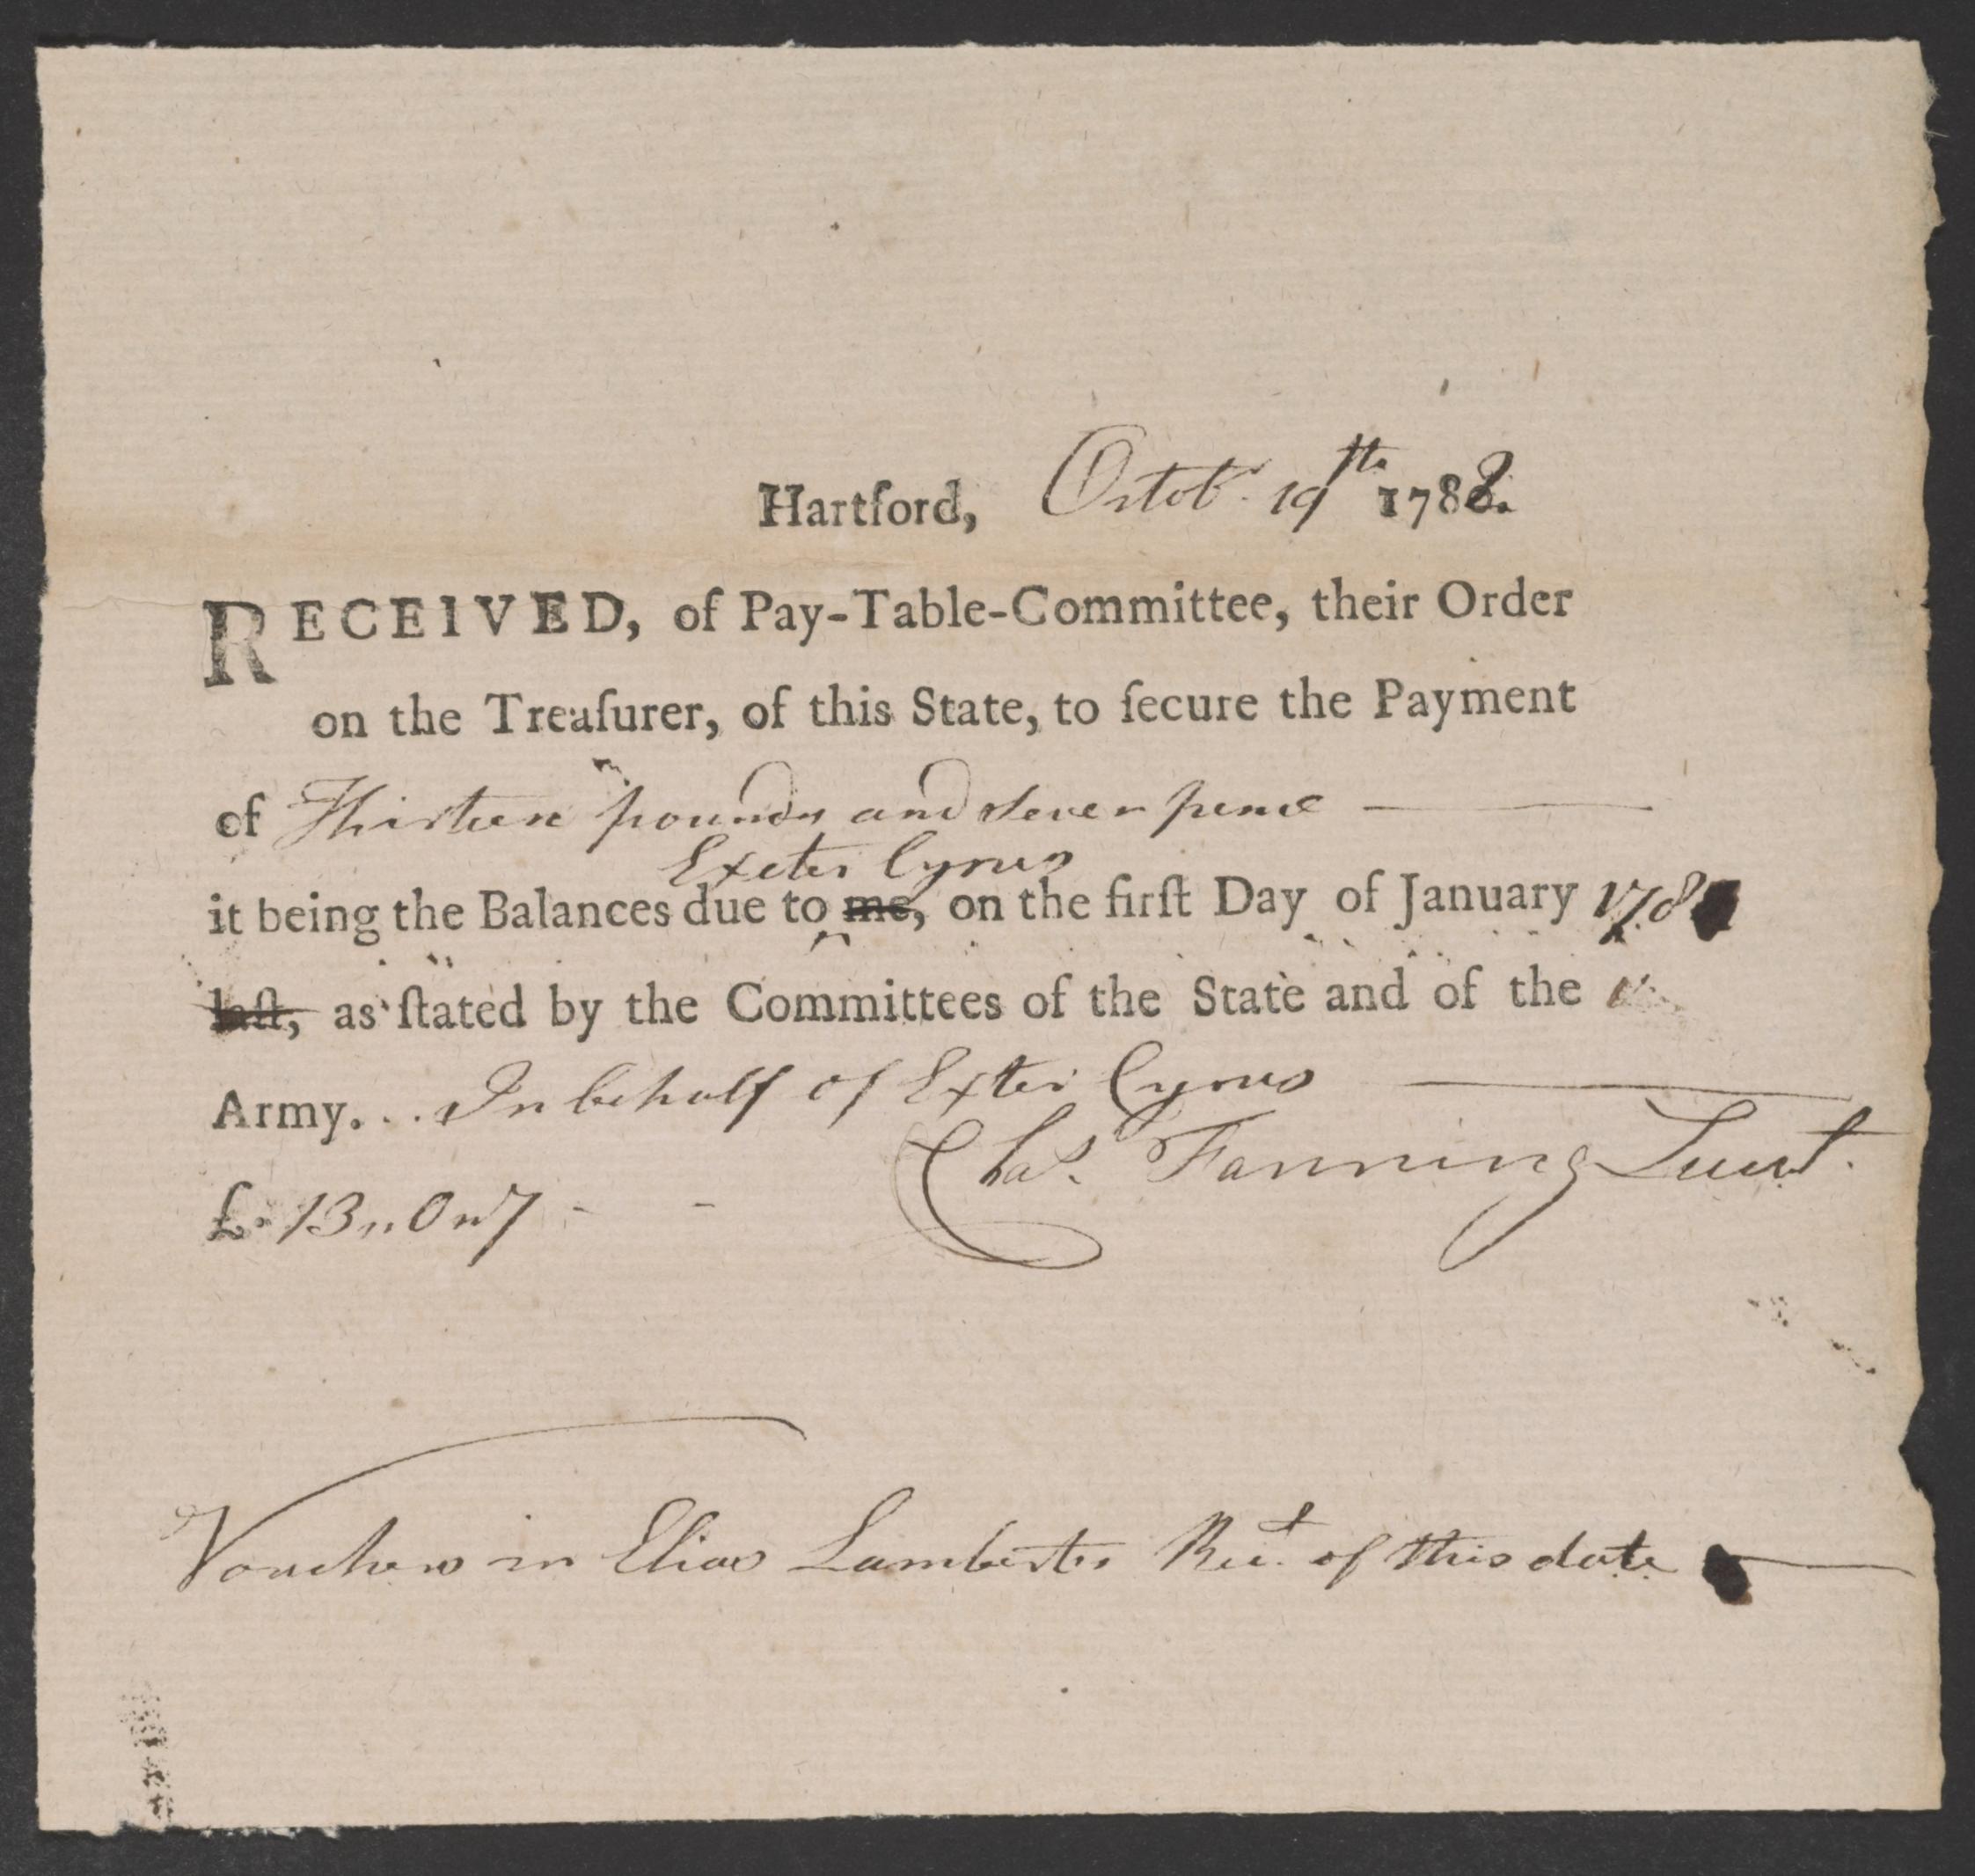 Hartford, Octobr. 19th 1782.
RECEIVED, of Pay-Table-Committee, their Order
on the Treaſurer, of this State, to ſecure the Payment
of Thirteen pounds and Seven pence
Exeter Cyrus
it being the Balances due to me, on the firſt Day of January 178
laſt, as ſtated by the Committees of the State and of the
Army... In behalf of Exter Cyrus
Chas. Fanning Lieut.
£. 13 " 0 " 7 - -
Vouchers in Elias Lamberts Rect. of this date